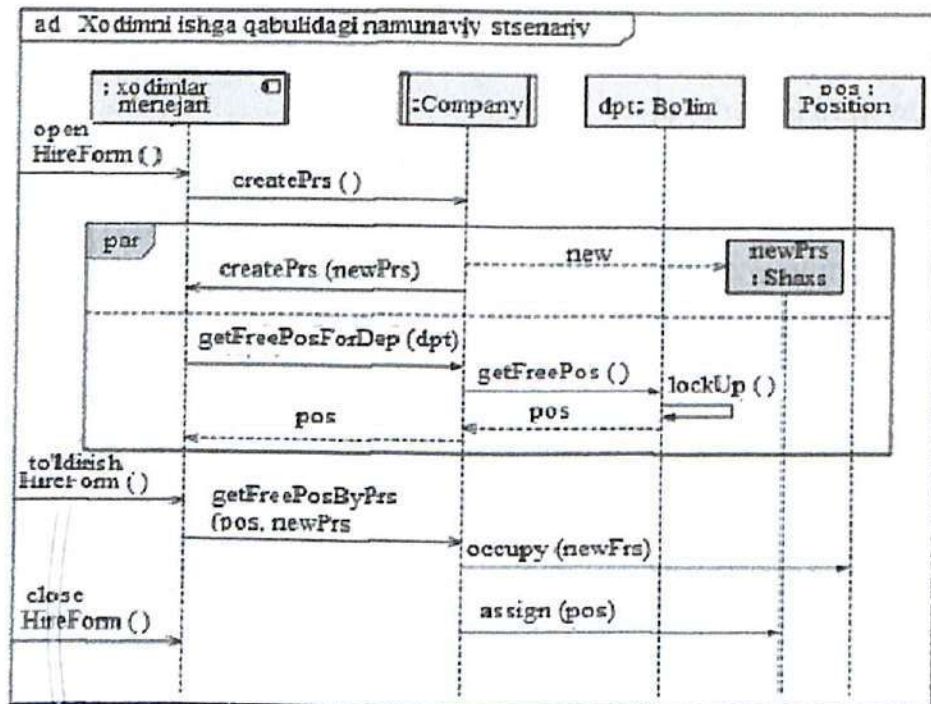 ad Xodimni ishga qabulidagi namunaviy stsenariy
: xodimlar
menejari
:Company
dpt: Bo'lim
pos :
Position
open
HireForm ( )
createPrs ( )
par
new
newPrs
: Shaxs
createPrs (newPrs)
getFreePosForDep (dpt)
getFreePos ( )
lockUp ( )
pos
pos
to'ldirish
HireForm ( )
getFreePosByPrs
(pos, newPrs
occupy (newPrs)
close
HireForm ( )
assign (pos)